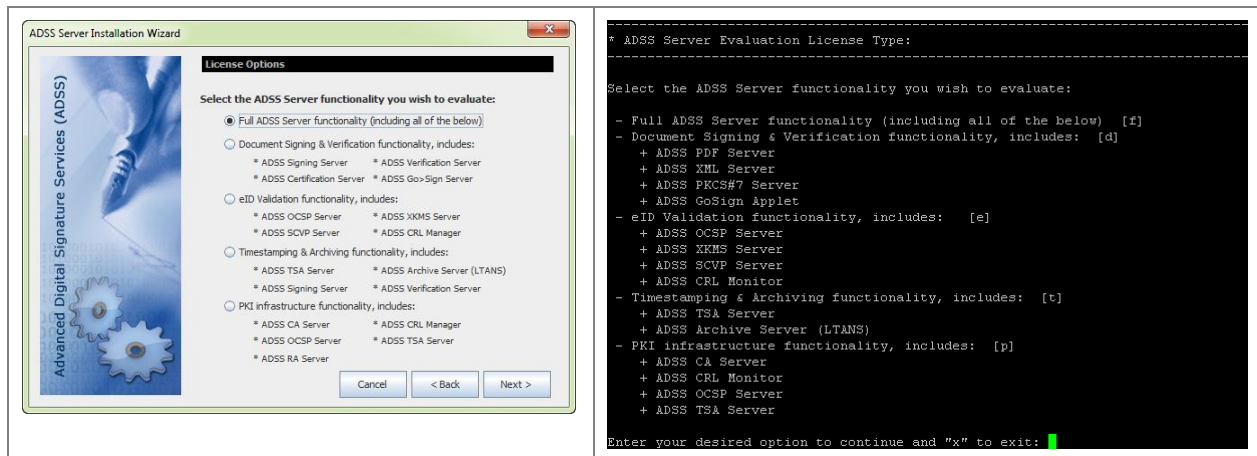 ADSS Server Installation Wizard
Advanced Digital Signature Services (ADSS)
License Options
Select the ADSS Server functionality you wish to evaluate:
Full ADSS Server functionality (including all of the below)
Document Signing & Verification functionality, includes:
* ADSS Signing Server * ADSS Verification Server
* ADSS Certification Server * ADSS Go>Sign Server
eID Validation functionality, includes:
* ADSS OCSP Server * ADSS XKMS Server
* ADSS SCVP Server * ADSS CRL Manager
Timestamping & Archiving functionality, includes:
* ADSS TSA Server * ADSS Archive Server (LTANS)
* ADSS Signing Server * ADSS Verification Server
PKI infrastructure functionality, includes:
* ADSS CA Server * ADSS CRL Manager
* ADSS OCSP Server * ADSS TSA Server
* ADSS RA Server
Cancel < Back Next >
* ADSS Server Evaluation License Type:
Select the ADSS Server functionality you wish to evaluate:
- Full ADSS Server functionality (including all of the below) [f]
- Document Signing & Verification functionality, includes: [d]
+ ADSS PDF Server
+ ADSS XML Server
+ ADSS PKCS#7 Server
+ ADSS GoSign Applet
- eID Validation functionality, includes: [e]
+ ADSS OCSP Server
+ ADSS XKMS Server
+ ADSS SCVP Server
+ ADSS CRL Monitor
- Timestamping & Archiving functionality, includes: [t]
+ ADSS TSA Server
+ ADSS Archive Server (LTANS)
- PKI infrastructure functionality, includes: [p]
+ ADSS CA Server
+ ADSS CRL Monitor
+ ADSS OCSP Server
+ ADSS TSA Server
Enter your desired option to continue and "x" to exit: